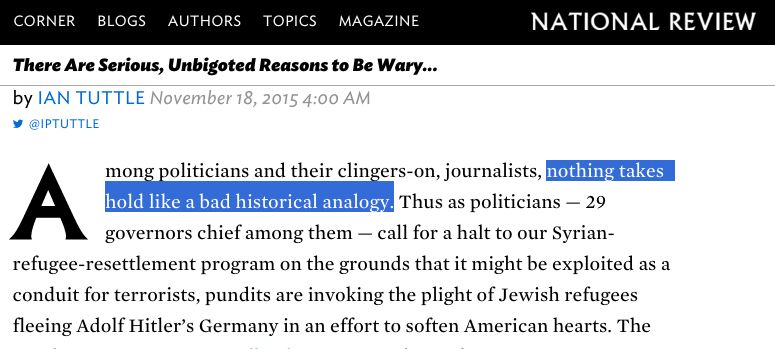 CORNER BLOGS AUTHORS TOPICS MAGAZINE NATIONAL REVIEW
There Are Serious, Unbigoted Reasons to Be Wary...
by IAN TUTTLE November 18, 2015 4:00 AM
@IPTUTTLE
Among politicians and their clingers-on, journalists, nothing takes
hold like a bad historical analogy. Thus as politicians — 29
governors chief among them — call for a halt to our Syrian-
refugee-resettlement program on the grounds that it might be exploited as a
conduit for terrorists, pundits are invoking the plight of Jewish refugees
fleeing Adolf Hitler's Germany in an effort to soften American hearts. The